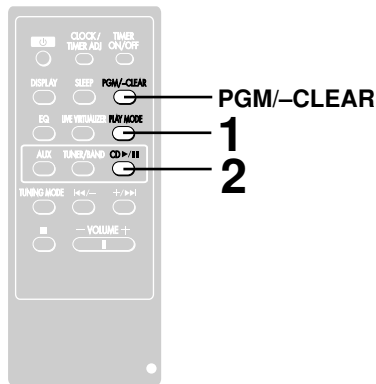 CLOCK/ TIMER
TIMER ADJ ON/OFF
DISPLAY SLEEP PGM/–CLEAR
PGM/–CLEAR
EQ LIVE VIRTUALIZER PLAY MODE
1
AUX TUNER/BAND CD ►/II
2
TUNING MODE I◄◄/– +/►►I
■ – VOLUME +